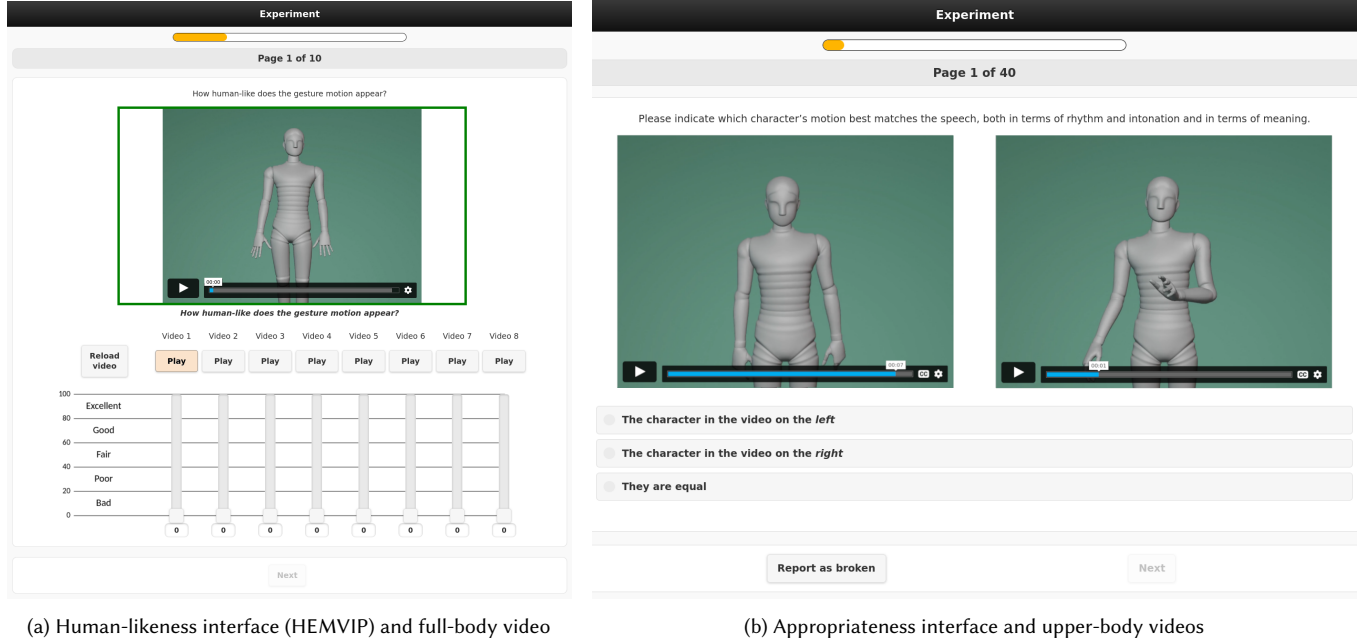 Experiment
Page 1 of 10
How human-like does the gesture motion appear?
00:00
How human-like does the gesture motion appear?
Video 1 Video 2 Video 3 Video 4 Video 5 Video 6 Video 7 Video 8
Reload video
Play Play Play Play Play Play Play Play
100
Excellent
80
Good
60
Fair
40
Poor
20
Bad
0
0 0 0 0 0 0 0 0
Next
(a) Human-likeness interface (HEMVIP) and full-body video
Experiment
Page 1 of 40
Please indicate which character's motion best matches the speech, both in terms of rhythm and intonation and in terms of meaning.
00:07 CC
00:01 CC
The character in the video on the left
The character in the video on the right
They are equal
Report as broken Next
(b) Appropriateness interface and upper-body videos